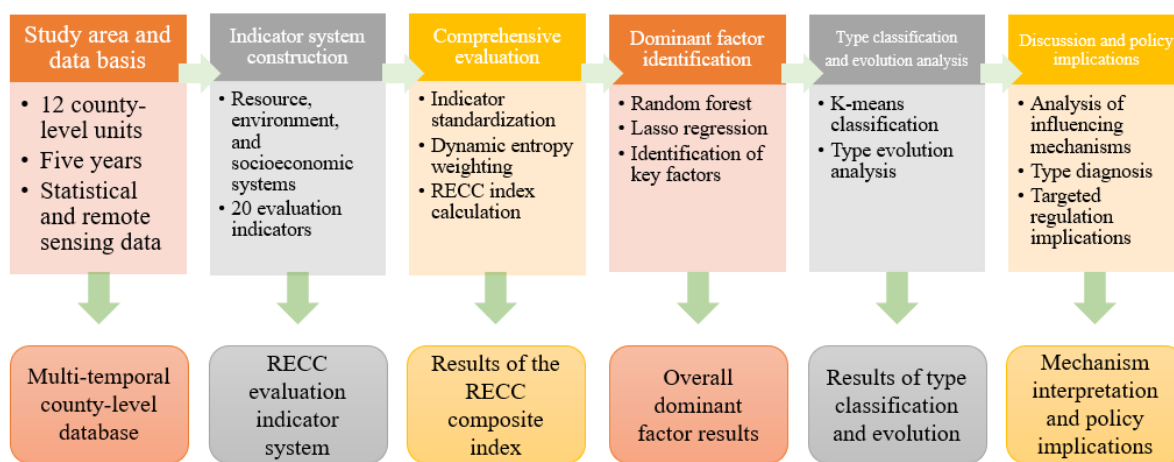 Study area and
data basis
• 12 county-
level units
• Five years
• Statistical
and remote
sensing data
Multi-temporal
county-level
database
Indicator system
construction
• Resource,
environment,
and
socioeconomic
systems
• 20 evaluation
indicators
RECC
evaluation
indicator
system
Comprehensive
evaluation
• Indicator
standardization
• Dynamic entropy
weighting
• RECC index
calculation
Results of the
RECC
composite
index
Dominant factor
identification
• Random forest
• Lasso regression
• Identification of
key factors
Overall
dominant
factor results
Type classification
and evolution analysis
• K-means
classification
• Type evolution
analysis
Results of type
classification
and evolution
Discussion and policy
implications
• Analysis of
influencing
mechanisms
• Type diagnosis
• Targeted
regulation
implications
Mechanism
interpretation
and policy
implications